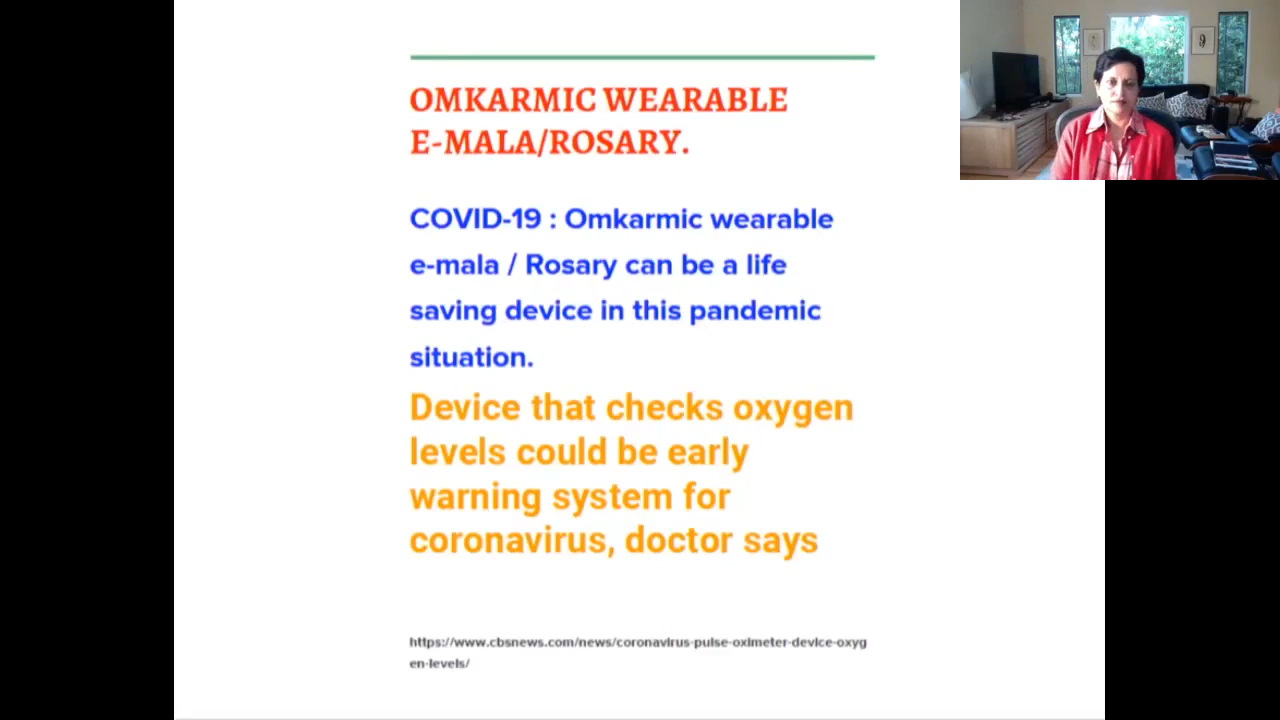 OMKARMIC WEARABLE
E-MALA/ROSARY.
COVID-19 : Omkarmic wearable
e-mala / Rosary can be a life
saving device in this pandemic
situation.
Device that checks oxygen
levels could be early
warning system for
coronavirus, doctor says
https://www.cbsnews.com/news/coronavirus-pulse-oximeter-device-oxyg
en-levels/